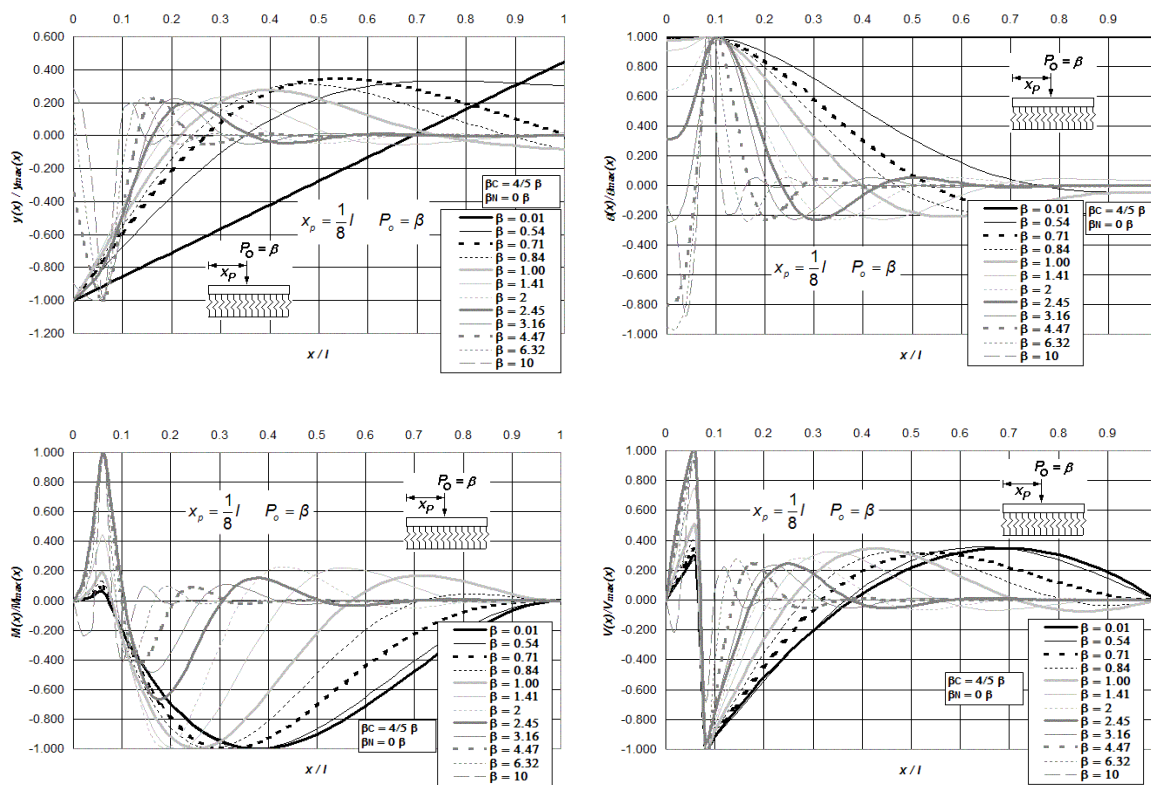 0 0.1 0.2 0.3 0.4 0.5 0.6 0.7 0.8 0.9 1
0.600
0.400
0.200
0.000
-0.200
-0.400
-0.600
-0.800
-1.000
-1.200
y(x) / ymax(x)
x / l
xₚ = 1/8 l Pₒ = β
PO = β
xP
βC = 4/5 β
βN = 0 β
β = 0.01
β = 0.54
β = 0.71
β = 0.84
β = 1.00
β = 1.41
β = 2
β = 2.45
β = 3.16
β = 4.47
β = 6.32
β = 10
0 0.1 0.2 0.3 0.4 0.5 0.6 0.7 0.8 0.9
1.000
0.800
0.600
0.400
0.200
0.000
-0.200
-0.400
-0.600
-0.800
-1.000
x / l
PO = β
xP
xₚ = 1/8 l Pₒ = β
βC = 4/5 β
βN = 0 β
β = 0.01
β = 0.54
β = 0.71
β = 0.84
β = 1.00
β = 1.41
β = 2
β = 2.45
β = 3.16
β = 4.47
β = 6.32
β = 10
0 0.1 0.2 0.3 0.4 0.5 0.6 0.7 0.8 0.9 1
1.000
0.800
0.600
0.400
0.200
0.000
-0.200
-0.400
-0.600
-0.800
-1.000
M(x)/Mmax(x)
x / l
PO = β
xP
xₚ = 1/8 l Pₒ = β
βC = 4/5 β
βN = 0 β
β = 0.01
β = 0.54
β = 0.71
β = 0.84
β = 1.00
β = 1.41
β = 2
β = 2.45
β = 3.16
β = 4.47
β = 6.32
β = 10
0 0.1 0.2 0.3 0.4 0.5 0.6 0.7 0.8 0.9
1.000
0.800
0.600
0.400
0.200
0.000
-0.200
-0.400
-0.600
-0.800
-1.000
V(x)/Vmax(x)
x / l
PO = β
xP
xₚ = 1/8 l Pₒ = β
βC = 4/5 β
βN = 0 β
β = 0.01
β = 0.54
β = 0.71
β = 0.84
β = 1.00
β = 1.41
β = 2
β = 2.45
β = 3.16
β = 4.47
β = 6.32
β = 10